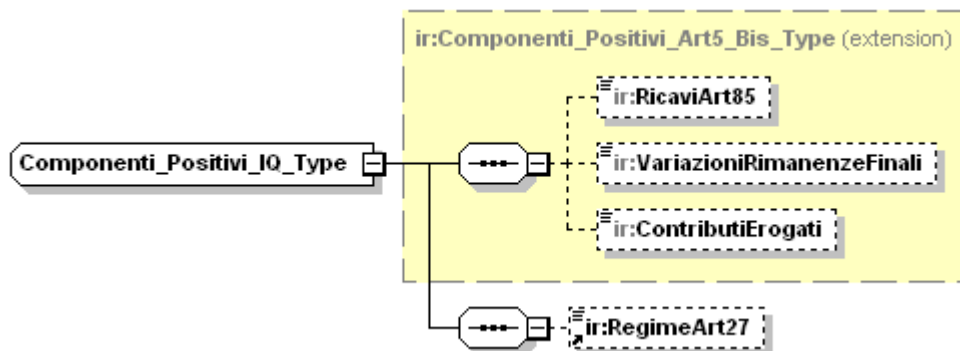 ir:Componenti_Positivi_Art5_Bis_Type (extension)
ir:RicaviArt85
Componenti_Positivi_IQ_Type
ir:VariazioniRimanenzeFinali
ir:ContributiErogati
ir:RegimeArt27